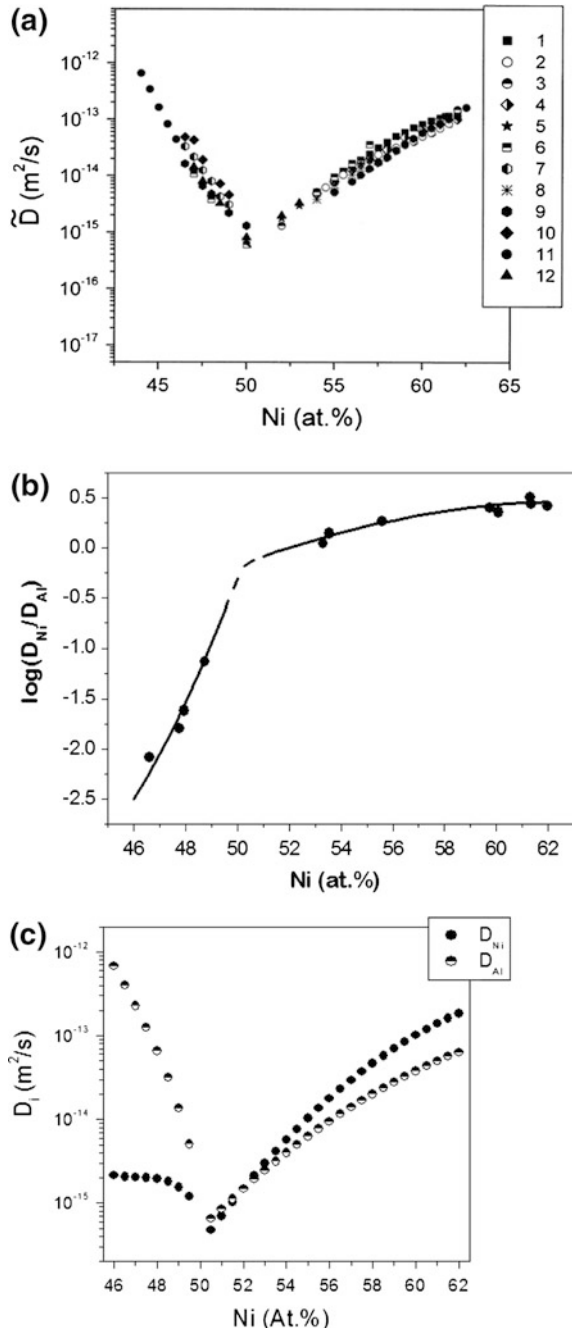 (a)
10⁻¹²
10⁻¹³
10⁻¹⁴
10⁻¹⁵
10⁻¹⁶
10⁻¹⁷
D̃ (m²/s)
45 50 55 60 65
Ni (at.%)
1
2
3
4
5
6
7
8
9
10
11
12
(b)
0.5
0.0
-0.5
-1.0
-1.5
-2.0
-2.5
log(D_Ni/D_Al)
46 48 50 52 54 56 58 60 62
Ni (at.%)
(c)
D_Ni
D_Al
10⁻¹²
10⁻¹³
10⁻¹⁴
10⁻¹⁵
D_i (m²/s)
46 48 50 52 54 56 58 60 62
Ni (At.%)